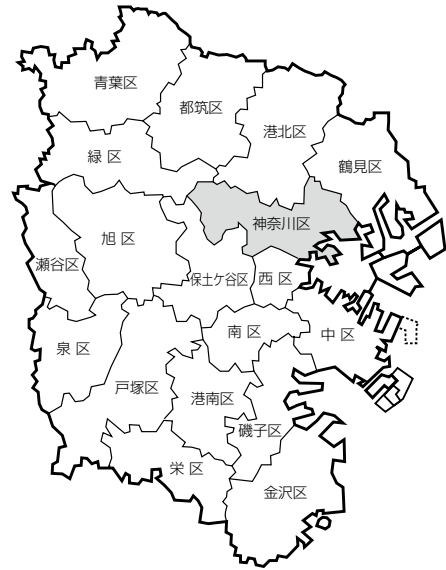 青葉区
都筑区
港北区
緑 区
鶴見区
神奈川区
旭 区
瀬谷区
保土ケ谷区
西 区
南 区
中 区
泉 区
戸塚区
港南区
磯子区
栄 区
金沢区